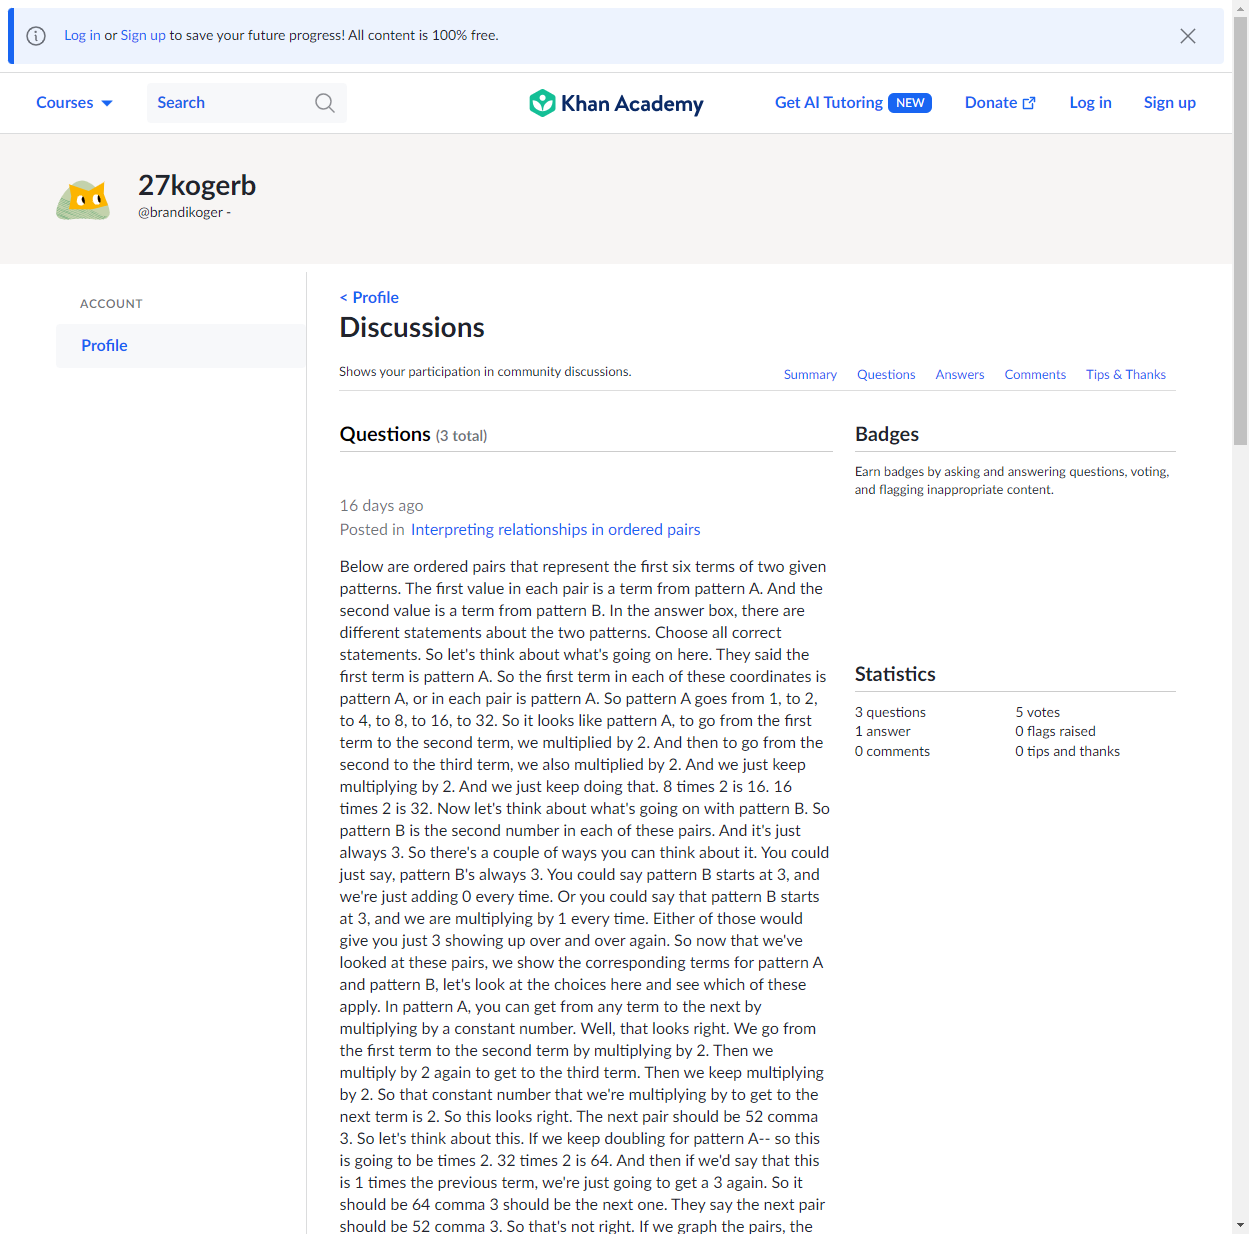 Log in or Sign up to save your future progress! All content is 100% free.
Courses
Search
Khan Academy
Get AI Tutoring NEW
Donate
Log in
Sign up
27kogerb
@brandikoger -
ACCOUNT
Profile
< Profile
Discussions
Shows your participation in community discussions.
Summary
Questions
Answers
Comments
Tips & Thanks
Questions (3 total)
16 days ago
Posted in Interpreting relationships in ordered pairs
Below are ordered pairs that represent the first six terms of two given
patterns. The first value in each pair is a term from pattern A. And the
second value is a term from pattern B. In the answer box, there are
different statements about the two patterns. Choose all correct
statements. So let's think about what's going on here. They said the
first term is pattern A. So the first term in each of these coordinates is
pattern A, or in each pair is pattern A. So pattern A goes from 1, to 2,
to 4, to 8, to 16, to 32. So it looks like pattern A, to go from the first
term to the second term, we multiplied by 2. And then to go from the
second to the third term, we also multiplied by 2. And we just keep
multiplying by 2. And we just keep doing that. 8 times 2 is 16. 16
times 2 is 32. Now let's think about what's going on with pattern B. So
pattern B is the second number in each of these pairs. And it's just
always 3. So there's a couple of ways you can think about it. You could
just say, pattern B's always 3. You could say pattern B starts at 3, and
we're just adding 0 every time. Or you could say that pattern B starts
at 3, and we are multiplying by 1 every time. Either of those would
give you just 3 showing up over and over again. So now that we've
looked at these pairs, we show the corresponding terms for pattern A
and pattern B, let's look at the choices here and see which of these
apply. In pattern A, you can get from any term to the next by
multiplying by a constant number. Well, that looks right. We go from
the first term to the second term by multiplying by 2. Then we
multiply by 2 again to get to the third term. Then we keep multiplying
by 2. So that constant number that we're multiplying by to get to the
next term is 2. So this looks right. The next pair should be 52 comma
3. So let's think about this. If we keep doubling for pattern A-- so this
is going to be times 2. 32 times 2 is 64. And then if we'd say that this
is 1 times the previous term, we're just going to get a 3 again. So it
should be 64 comma 3 should be the next one. They say the next pair
should be 52 comma 3. So that's not right. If we graph the pairs, the
Badges
Earn badges by asking and answering questions, voting,
and flagging inappropriate content.
Statistics
3 questions
5 votes
1 answer
0 flags raised
0 comments
0 tips and thanks